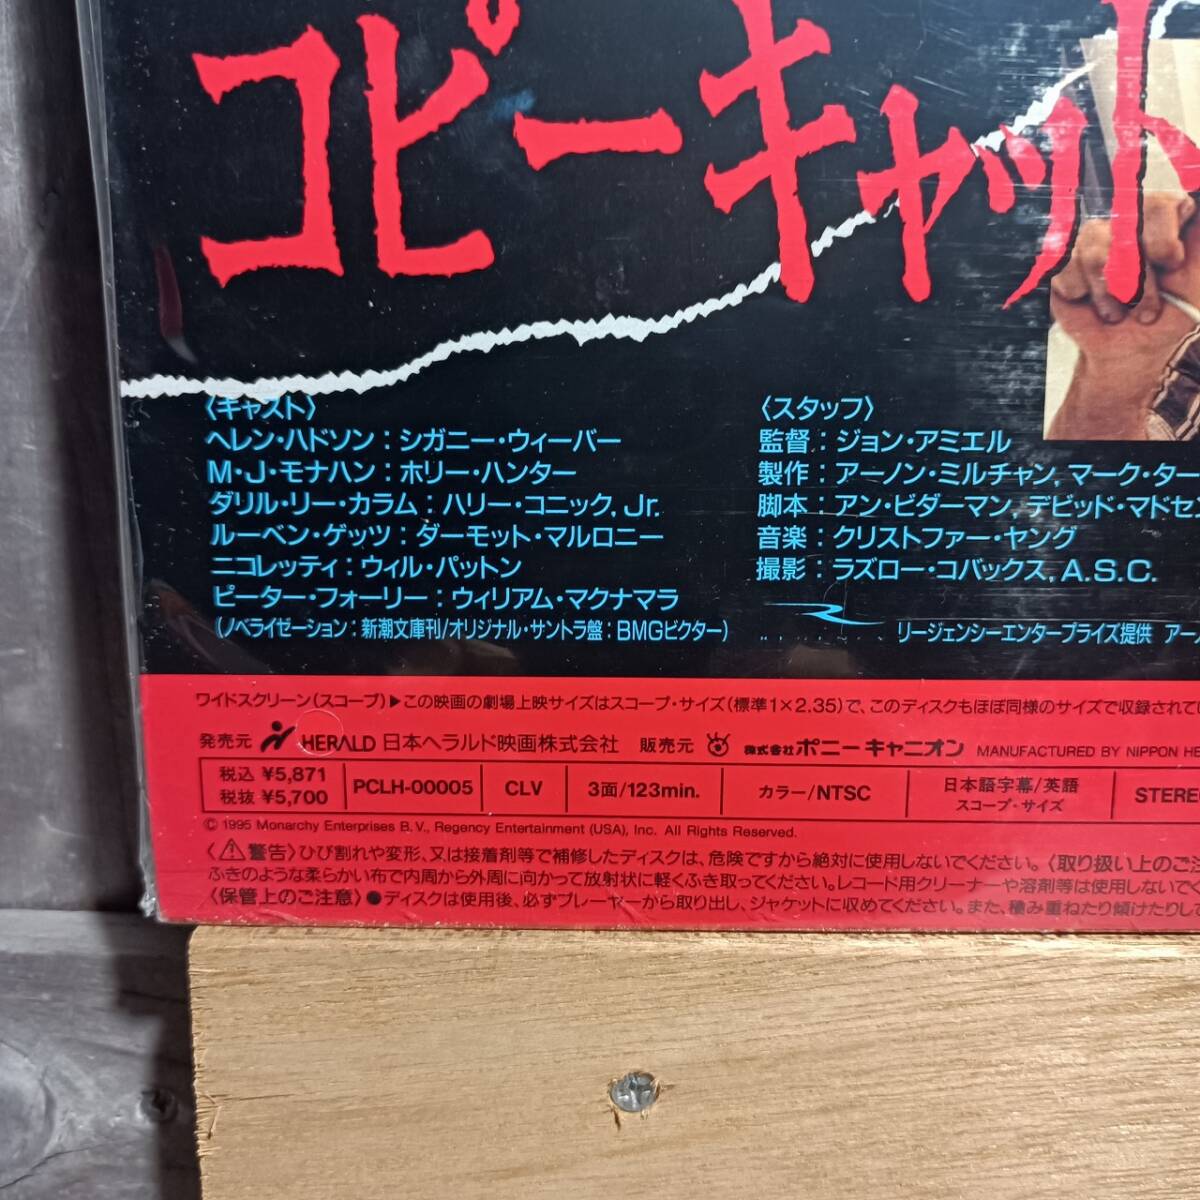 コピーキャット
〈キャスト〉
ヘレン・ハドソン：シガニー・ウィーバー
M・J・モナハン：ホリー・ハンター
ダリル・リー・カラム：ハリー・コニック, Jr.
ルーベン・ゲッツ：ダーモット・マルロニー
ニコレッティ：ウィル・パットン
ピーター・フォーリー：ウィリアム・マクナマラ
(ノベライゼーション：新潮文庫刊/オリジナル・サントラ盤：BMGビクター)
〈スタッフ〉
監督：ジョン・アミエル
製作：アーノン・ミルチャン, マーク・ター
脚本：アン・ビダーマン, デビッド・マドセ
音楽：クリストファー・ヤング
撮影：ラズロー・コバックス, A.S.C.
リージェンシーエンタープライズ提供 アー
ワイドスクリーン(スコープ)▶この映画の劇場上映サイズはスコープ・サイズ(標準1×2.35)で、このディスクもほぼ同様のサイズで収録されてい
発売元 HERALD 日本ヘラルド映画株式会社 販売元 株式会社ポニーキャニオン MANUFACTURED BY NIPPON HE
税込 ¥5,871
税抜 ¥5,700
PCLH-00005
CLV
3面/123min.
カラー/NTSC
日本語字幕/英語
スコープ・サイズ
STERE
© 1995 Monarchy Enterprises B.V., Regency Entertainment (USA), Inc. All Rights Reserved.
〈⚠警告〉ひび割れや変形、又は接着剤等で補修したディスクは、危険ですから絶対に使用しないでください。〈取り扱い上のご注
ふきのような柔らかい布で内周から外周に向かって放射状に軽くふき取ってください。レコード用クリーナーや溶剤等は使用しないでく
〈保管上のご注意〉●ディスクは使用後、必ずプレーヤーから取り出し、ジャケットに収めてください。また、積み重ねたり傾けたりして